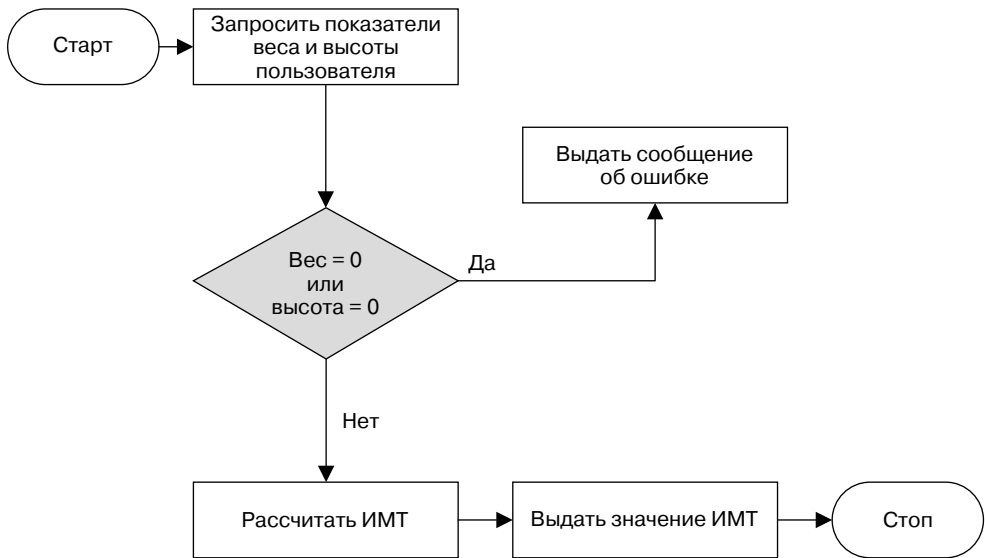 Старт
Запросить показатели
веса и высоты
пользователя
Выдать сообщение
об ошибке
Вес = 0
или
высота = 0
Да
Нет
Рассчитать ИМТ
Выдать значение ИМТ
Стоп